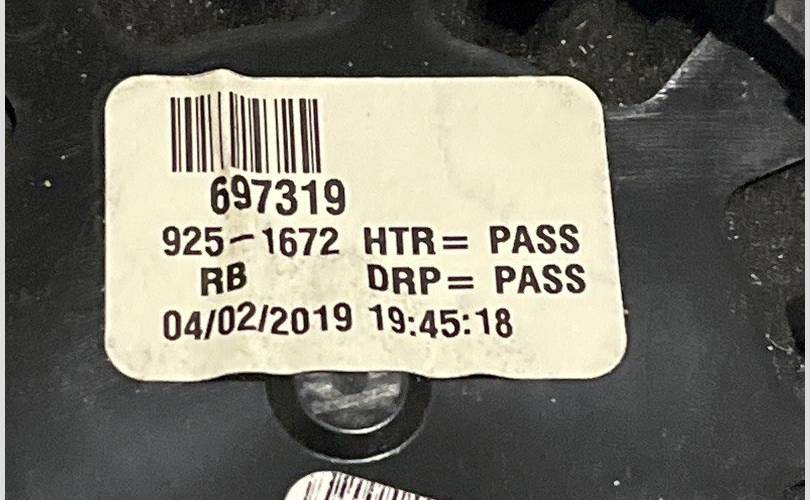 697319
925-1672 HTR= PASS
RB DRP= PASS
04/02/2019 19:45:18